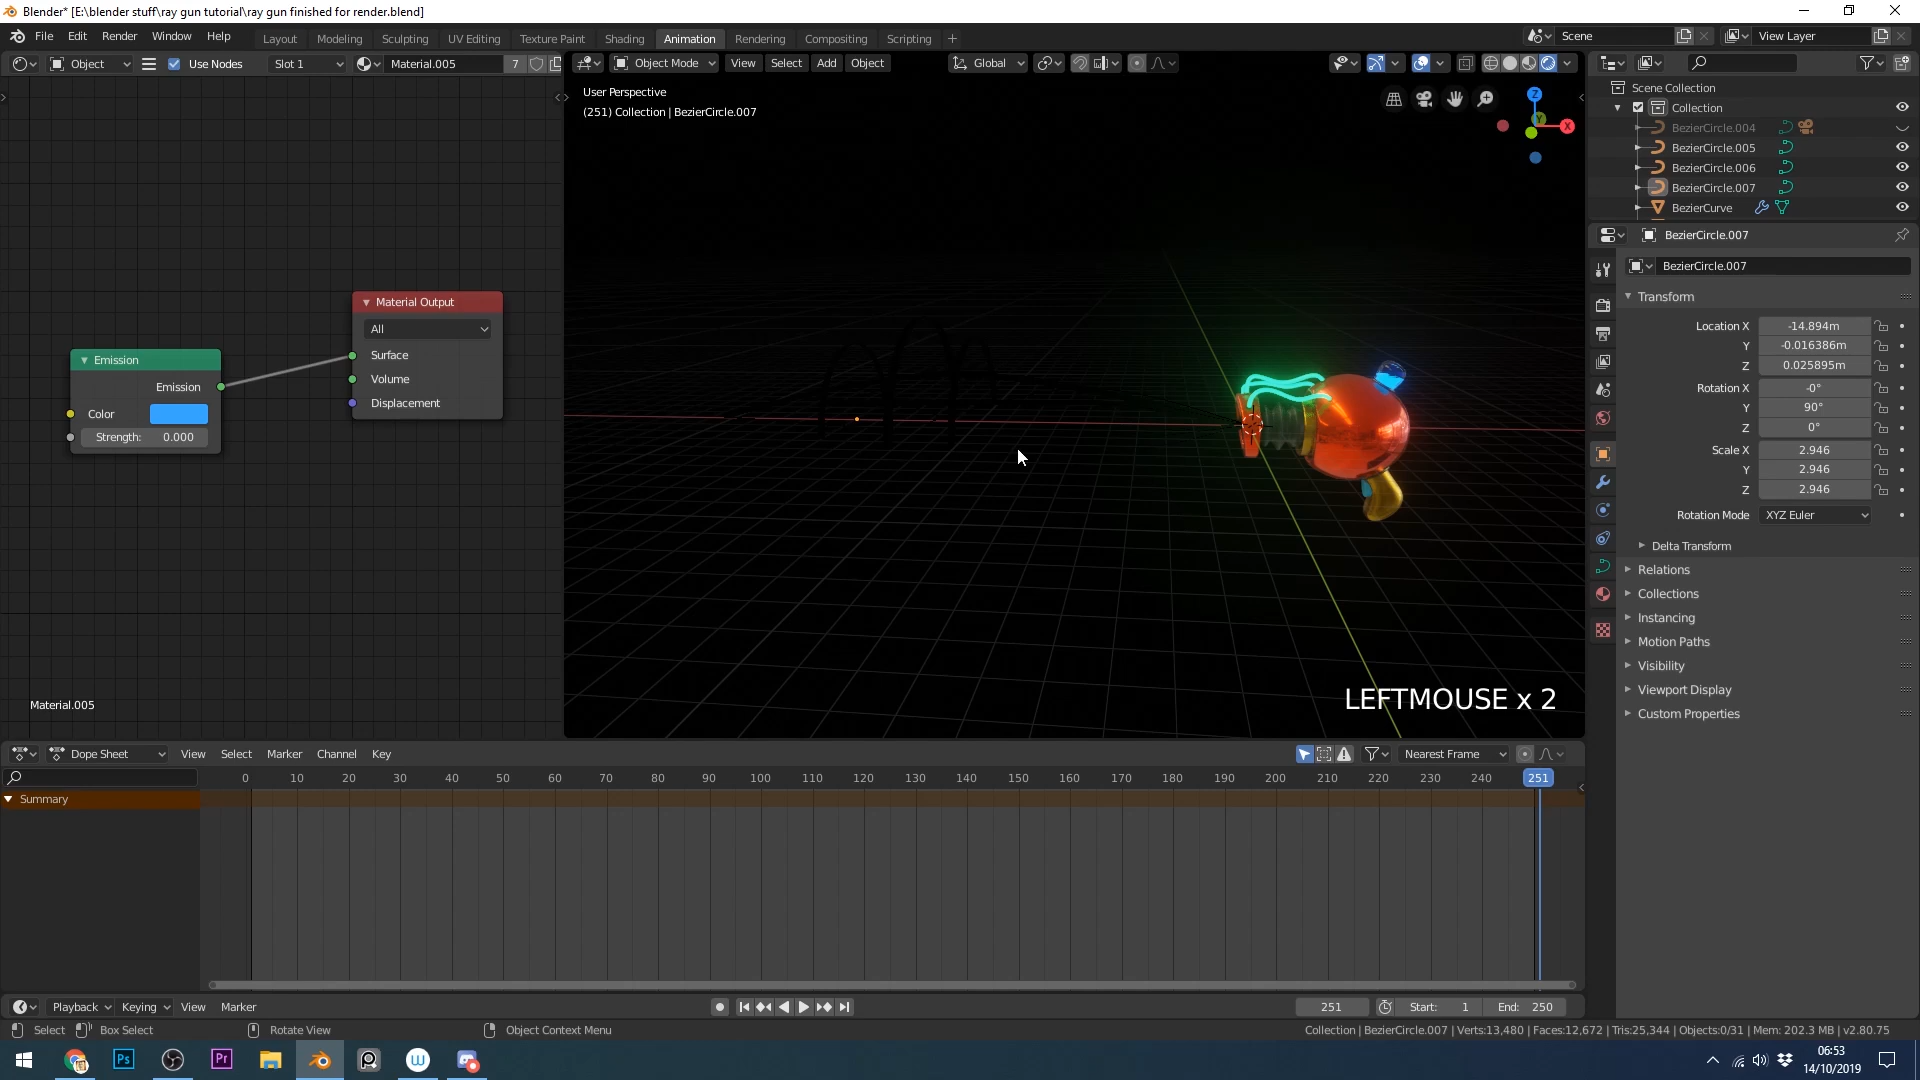 Blender* [E:\blender stuff\ray gun tutorial\ray gun finished for render.blend]
File Edit Render Window Help Layout Modeling Sculpting UV Editing Texture Paint Shading Animation Rendering Compositing Scripting + Scene View Layer
Object Use Nodes Slot 1 Material.005 7 Object Mode View Select Add Object Global
User Perspective
(251) Collection | BezierCircle.007
Z
Y
X
Scene Collection
Collection
BezierCircle.004
BezierCircle.005
BezierCircle.006
BezierCircle.007
BezierCurve
BezierCircle.007
BezierCircle.007
Transform
Location X -14.894m
Y -0.016386m
Z 0.025895m
Rotation X -0°
Y 90°
Z 0°
Scale X 2.946
Y 2.946
Z 2.946
Rotation Mode XYZ Euler
Delta Transform
Relations
Collections
Instancing
Motion Paths
Visibility
Viewport Display
Custom Properties
Material Output
All
Surface
Volume
Displacement
Emission
Emission
Color
Strength: 0.000
Material.005
LEFTMOUSE x 2
Dope Sheet View Select Marker Channel Key Nearest Frame
0 10 20 30 40 50 60 70 80 90 100 110 120 130 140 150 160 170 180 190 200 210 220 230 240 251
Summary
Playback Keying View Marker 251 Start: 1 End: 250
Select Box Select Rotate View Object Context Menu Collection | BezierCircle.007 | Verts:13,480 | Faces:12,672 | Tris:25,344 | Objects:0/31 | Mem: 202.3 MB | v2.80.75
Ps Pr W
06:53
14/10/2019